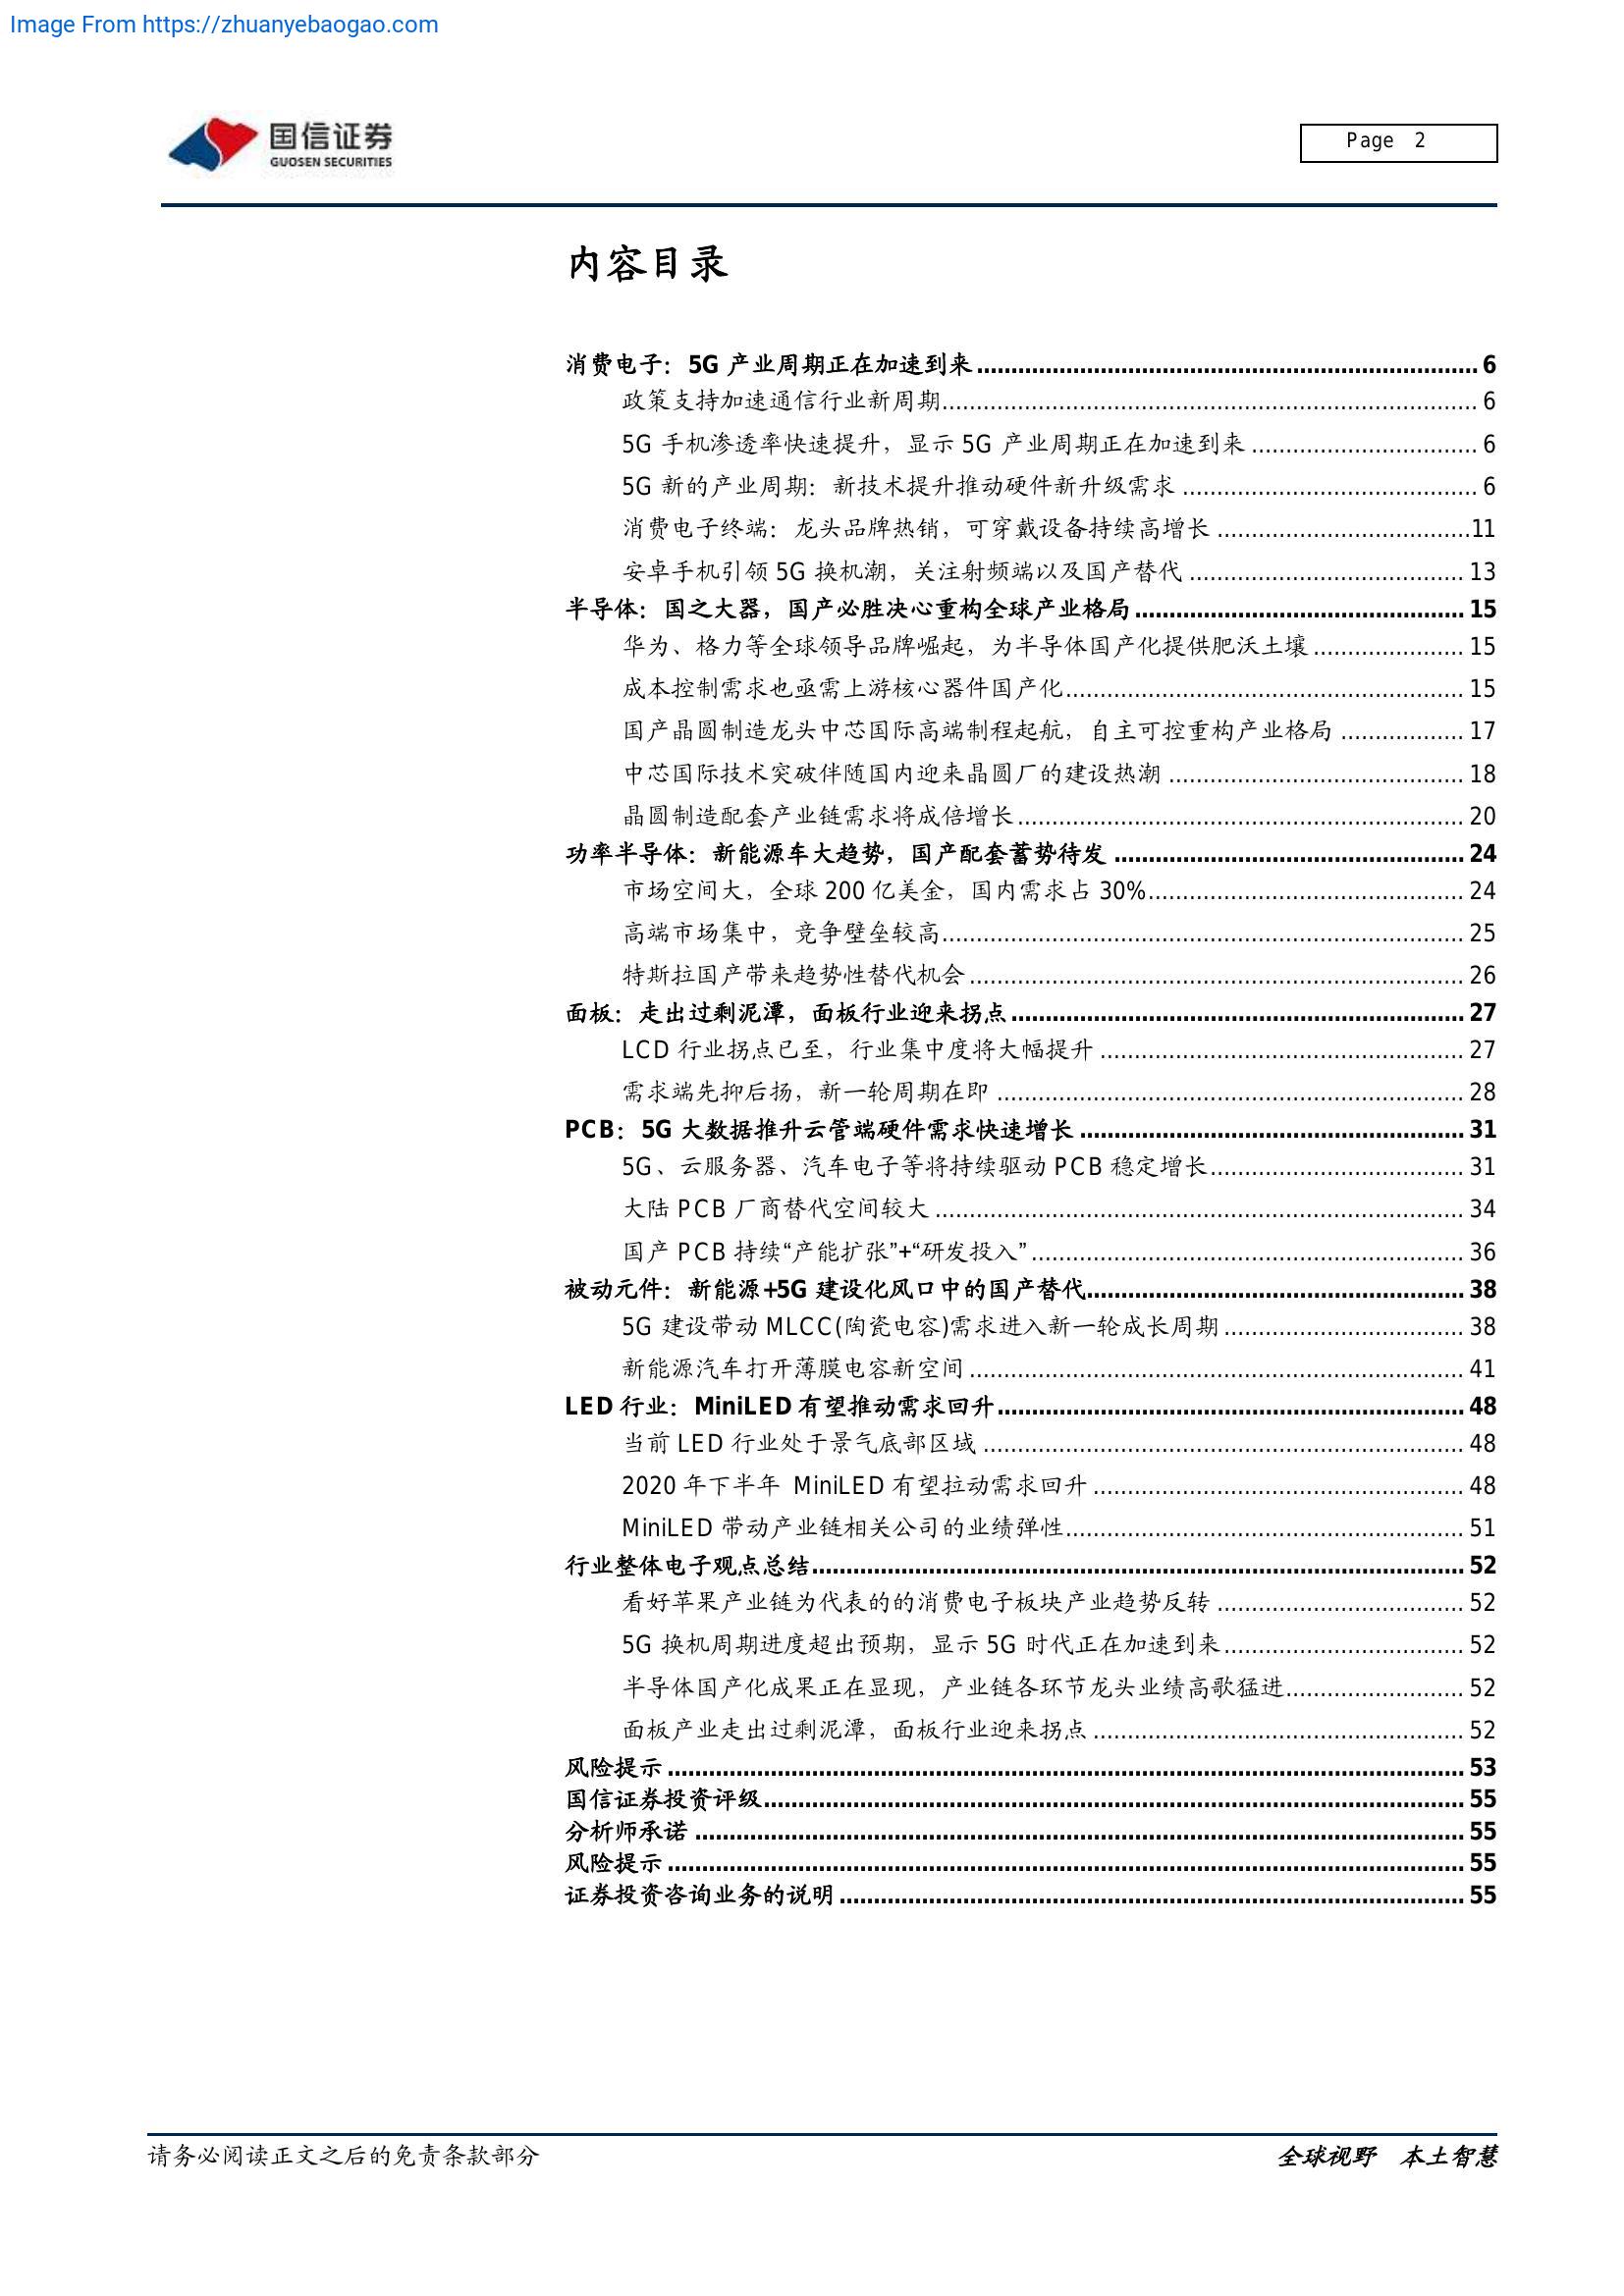 Image From https://zhuanyebaogao.com
国信证券
GUOSEN SECURITIES
Page 2
内容目录
消费电子：5G 产业周期正在加速到来 6
政策支持加速通信行业新周期 6
5G 手机渗透率快速提升，显示 5G 产业周期正在加速到来 6
5G 新的产业周期：新技术提升推动硬件新升级需求 6
消费电子终端：龙头品牌热销，可穿戴设备持续高增长 11
安卓手机引领 5G 换机潮，关注射频端以及国产替代 13
半导体：国之大器，国产必胜决心重构全球产业格局 15
华为、格力等全球领导品牌崛起，为半导体国产化提供肥沃土壤 15
成本控制需求也亟需上游核心器件国产化 15
国产晶圆制造龙头中芯国际高端制程起航，自主可控重构产业格局 17
中芯国际技术突破伴随国内迎来晶圆厂的建设热潮 18
晶圆制造配套产业链需求将成倍增长 20
功率半导体：新能源车大趋势，国产配套蓄势待发 24
市场空间大，全球 200 亿美金，国内需求占 30% 24
高端市场集中，竞争壁垒较高 25
特斯拉国产带来趋势性替代机会 26
面板：走出过剩泥潭，面板行业迎来拐点 27
LCD 行业拐点已至，行业集中度将大幅提升 27
需求端先抑后扬，新一轮周期在即 28
PCB：5G 大数据推升云管端硬件需求快速增长 31
5G、云服务器、汽车电子等将持续驱动 PCB 稳定增长 31
大陆 PCB 厂商替代空间较大 34
国产 PCB 持续“产能扩张”+“研发投入” 36
被动元件：新能源+5G 建设化风口中的国产替代 38
5G 建设带动 MLCC(陶瓷电容)需求进入新一轮成长周期 38
新能源汽车打开薄膜电容新空间 41
LED 行业：MiniLED 有望推动需求回升 48
当前 LED 行业处于景气底部区域 48
2020 年下半年 MiniLED 有望拉动需求回升 48
MiniLED 带动产业链相关公司的业绩弹性 51
行业整体电子观点总结 52
看好苹果产业链为代表的的消费电子板块产业趋势反转 52
5G 换机周期进度超出预期，显示 5G 时代正在加速到来 52
半导体国产化成果正在显现，产业链各环节龙头业绩高歌猛进 52
面板产业走出过剩泥潭，面板行业迎来拐点 52
风险提示 53
国信证券投资评级 55
分析师承诺 55
风险提示 55
证券投资咨询业务的说明 55
请务必阅读正文之后的免责条款部分
全球视野 本土智慧